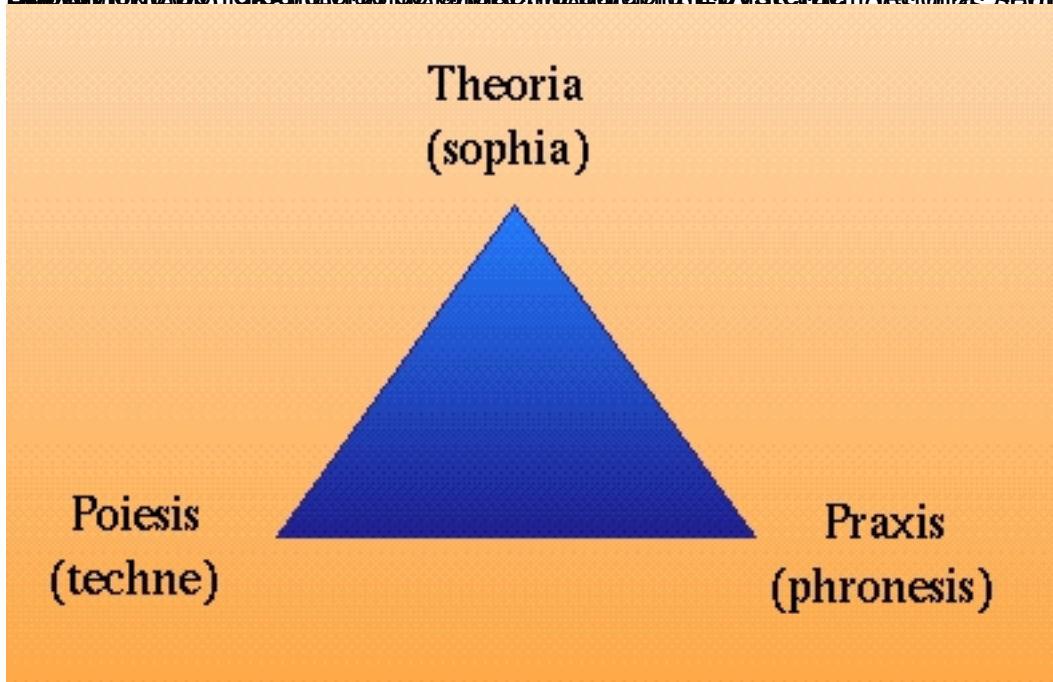 Theoria
(sophia)
Poiesis
(techne)
Praxis
(phronesis)